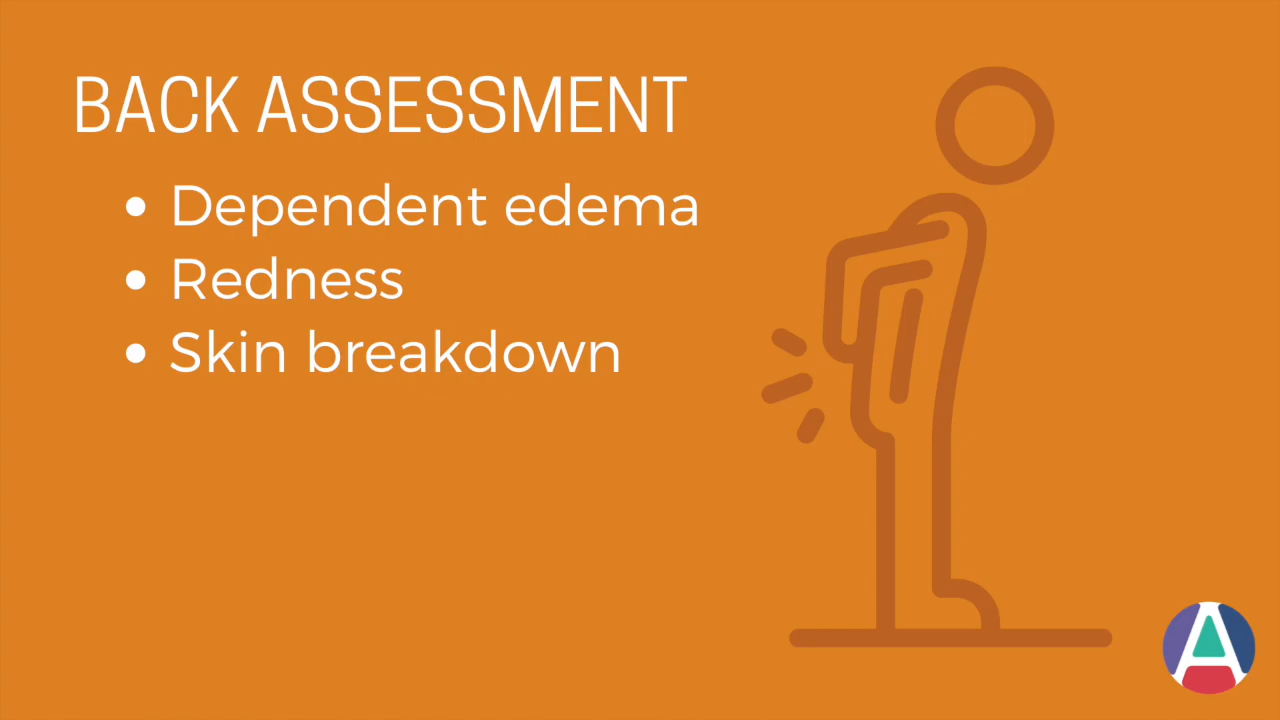 BACK ASSESSMENT
• Dependent edema
• Redness
• Skin breakdown
A